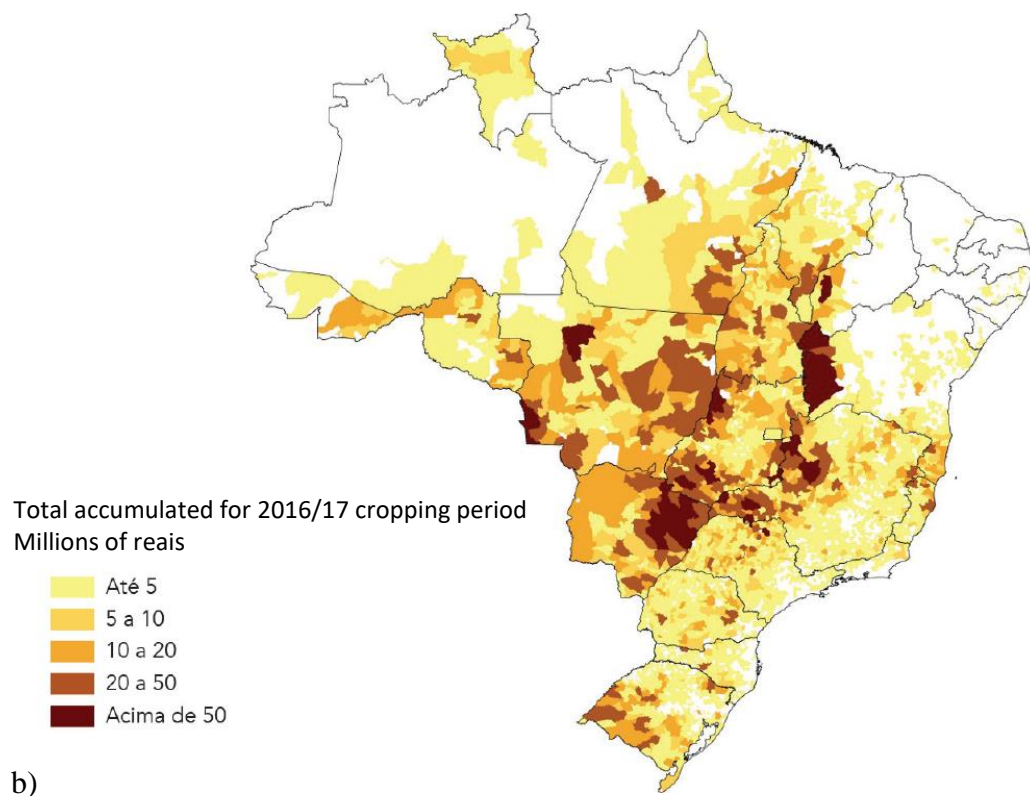 Total accumulated for 2016/17 cropping period
Millions of reais
Até 5
5 a 10
10 a 20
20 a 50
Acima de 50
b)